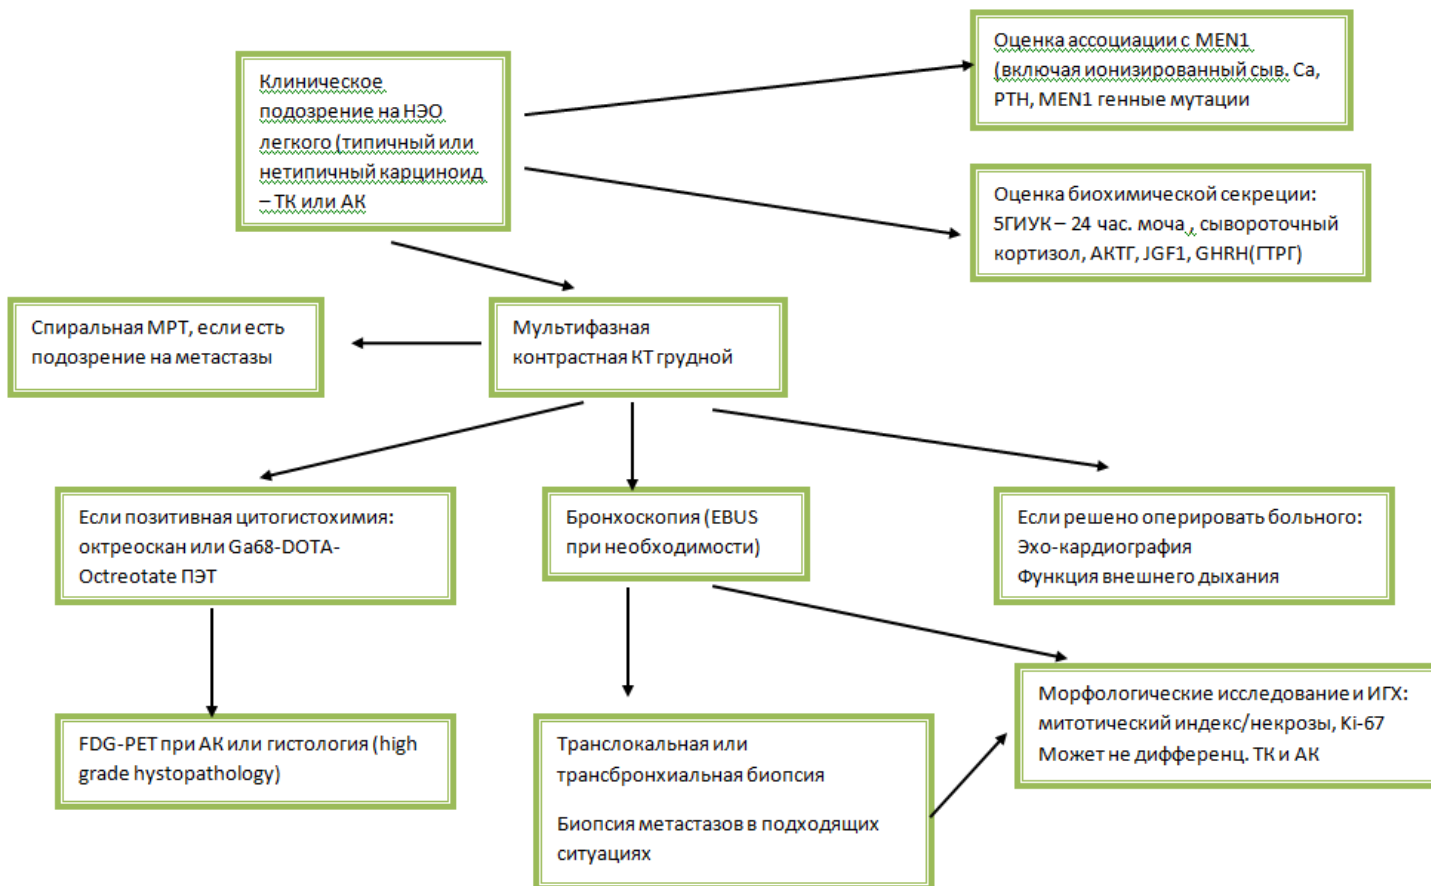 Клиническое
подозрение на НЭО
легкого (типичный или
нетипичный карциноид
– ТК или АК
Оценка ассоциации с MEN1
(включая ионизированный сыв. Са,
РТН, MEN1 генные мутации
Оценка биохимической секреции:
5ГИУК – 24 час. моча , сывороточный
кортизол, АКТГ, JGF1, GHRH(ГТРГ)
Спиральная МРТ, если есть
подозрение на метастазы
Мультифазная
контрастная КТ грудной
Если позитивная цитогистохимия:
октреоскан или Ga68-DOTA-
Octreotate ПЭТ
Бронхоскопия (EBUS
при необходимости)
Если решено оперировать больного:
Эхо-кардиография
Функция внешнего дыхания
FDG-PET при АК или гистология (high
grade hystopathology)
Транслокальная или
трансбронхиальная биопсия
Биопсия метастазов в подходящих
ситуациях
Морфологические исследование и ИГХ:
митотический индекс/некрозы, Ki-67
Может не дифференц. ТК и АК